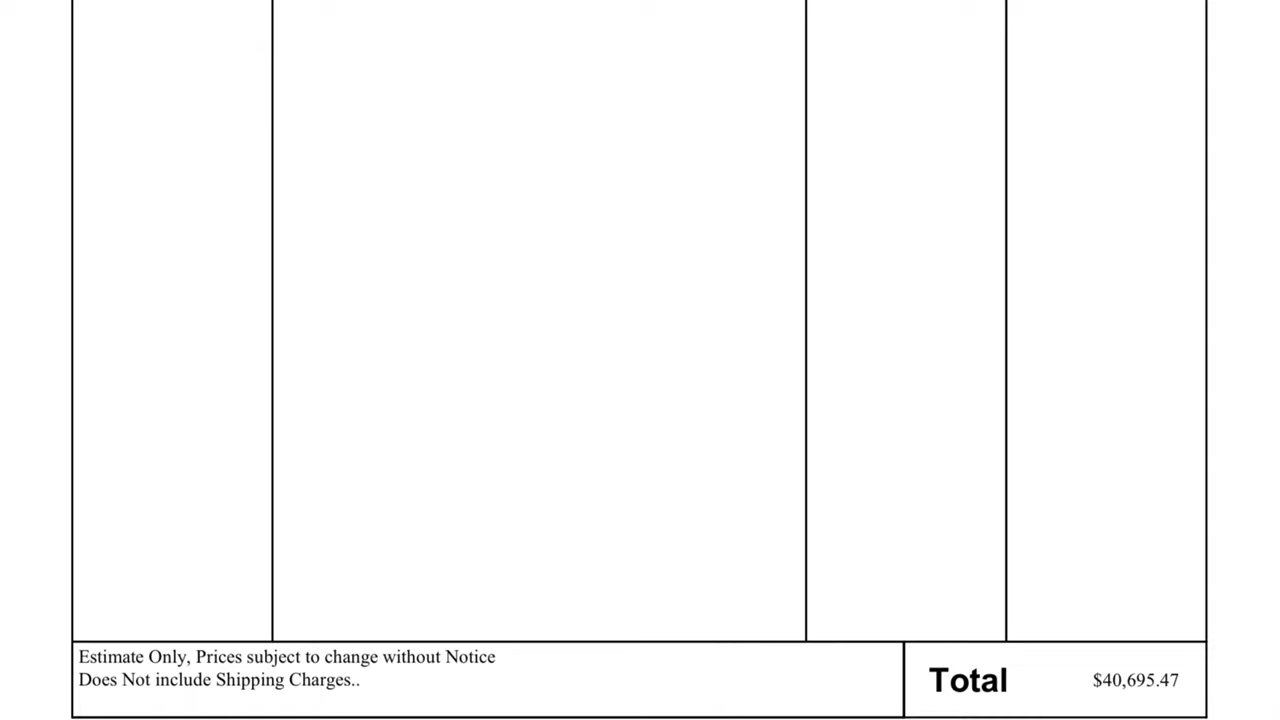 Estimate Only, Prices subject to change without Notice
Does Not include Shipping Charges..
Total $40,695.47